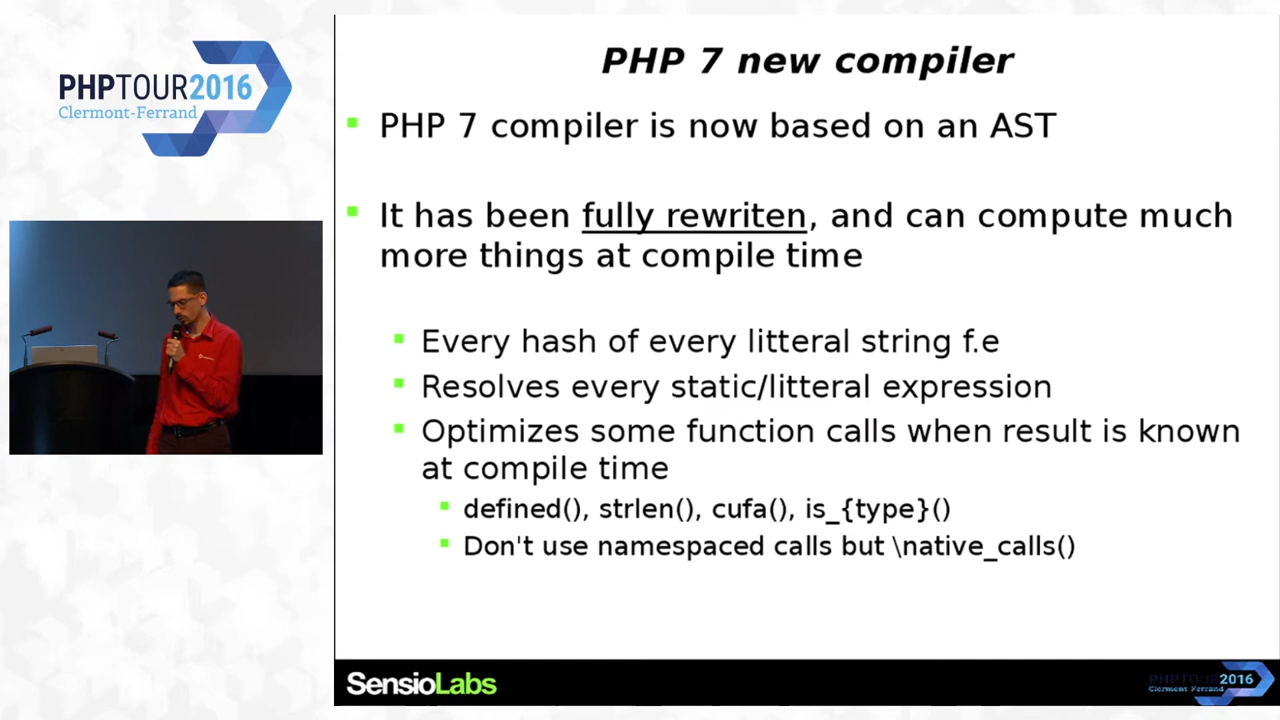 PHPTOUR2016
Clermont-Ferrand
PHP 7 new compiler
PHP 7 compiler is now based on an AST
It has been fully rewriten, and can compute much
more things at compile time
Every hash of every litteral string f.e
Resolves every static/litteral expression
Optimizes some function calls when result is known
at compile time
defined(), strlen(), cufa(), is_{type}()
Don't use namespaced calls but \native_calls()
SensioLabs
PHPTOUR2016
Clermont-Ferrand